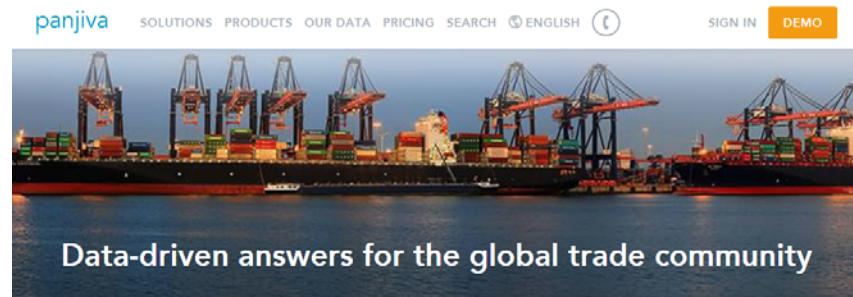 panjiva SOLUTIONS PRODUCTS OUR DATA PRICING SEARCH ENGLISH SIGN IN DEMO
Data-driven answers for the global trade community